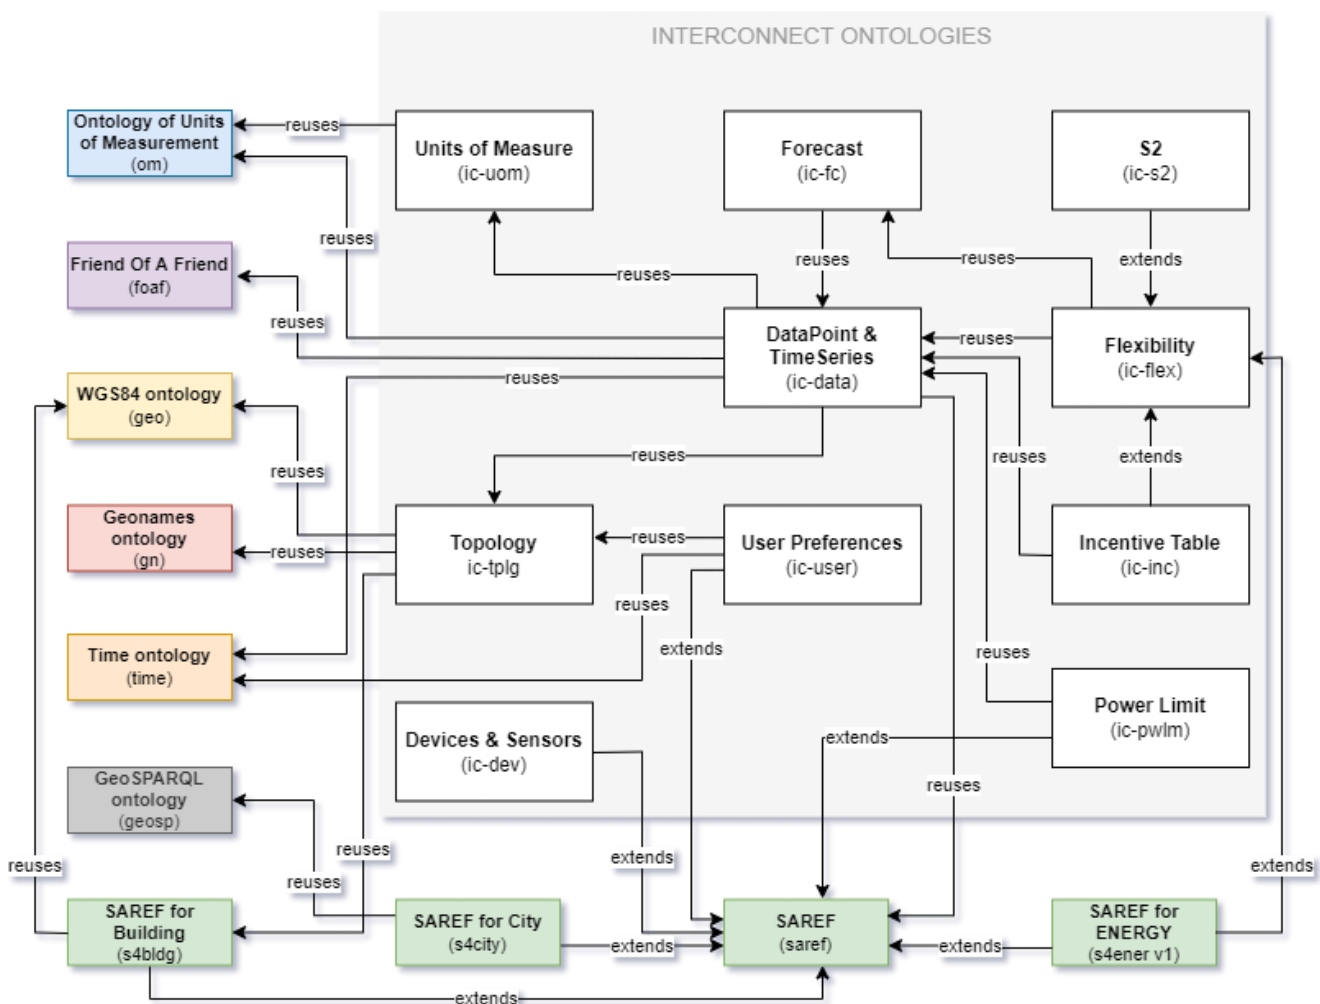 INTERCONNECT ONTOLOGIES
Ontology of Units
of Measurement
(om)
reuses
Units of Measure
(ic-uom)
Forecast
(ic-fc)
S2
(ic-s2)
reuses
reuses
reuses
reuses
extends
Friend Of A Friend
(foaf)
reuses
DataPoint &
TimeSeries
(ic-data)
reuses
Flexibility
(ic-flex)
reuses
WGS84 ontology
(geo)
reuses
reuses
reuses
extends
Geonames
ontology
(gn)
reuses
Topology
ic-tplg
reuses
User Preferences
(ic-user)
Incentive Table
(ic-inc)
reuses
Time ontology
(time)
extends
reuses
Power Limit
(ic-pwlm)
Devices & Sensors
(ic-dev)
extends
GeoSPARQL
ontology
(geosp)
reuses
reuses
reuses
extends
extends
reuses
SAREF for
Building
(s4bldg)
SAREF for City
(s4city)
extends
SAREF
(saref)
extends
SAREF for
ENERGY
(s4ener v1)
extends